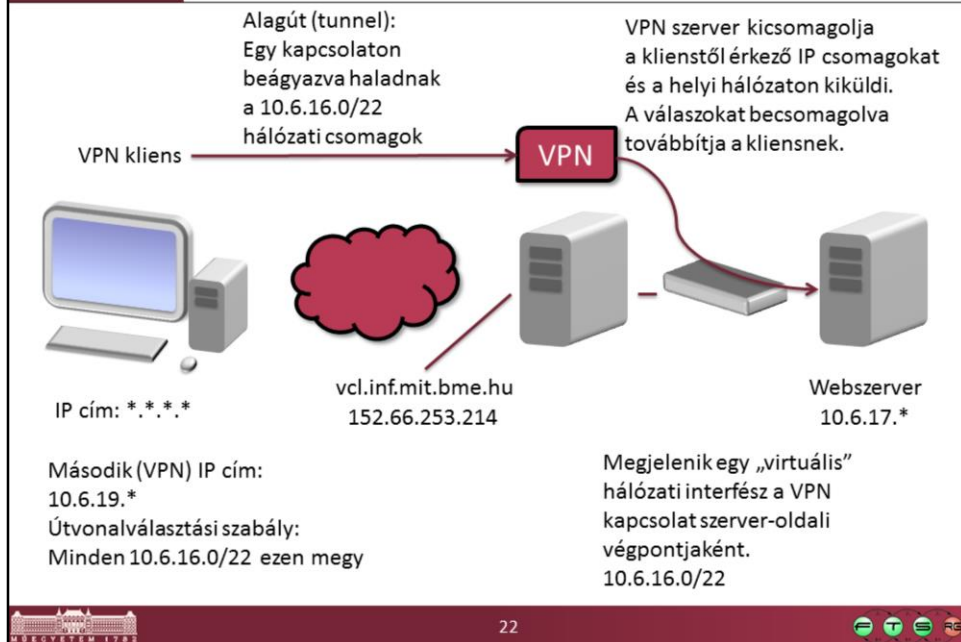 Alagút (tunnel):
Egy kapcsolaton
beágyazva haladnak
a 10.6.16.0/22
hálózati csomagok
VPN szerver kicsomagolja
a klienstől érkező IP csomagokat
és a helyi hálózaton kiküldi.
A válaszokat becsomagolva
továbbítja a kliensnek.
VPN kliens
VPN
vcl.inf.mit.bme.hu
152.66.253.214
Webszerver
10.6.17.*
IP cím: *.*.*.*
Második (VPN) IP cím:
10.6.19.*
Útvonalválasztási szabály:
Minden 10.6.16.0/22 ezen megy
Megjelenik egy „virtuális”
hálózati interfész a VPN
kapcsolat szerver-oldali
végpontjaként.
10.6.16.0/22
MŰEGYETEM 1782
22
F T S RG